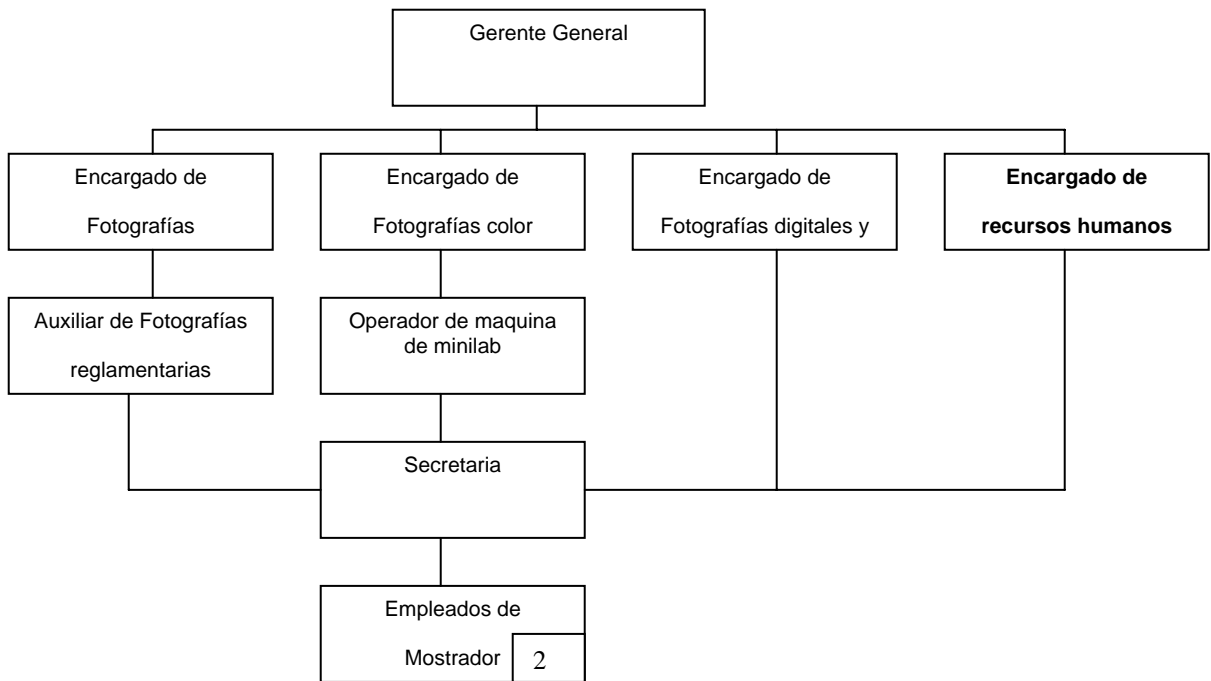 Gerente General
Encargado de
Fotografías
Encargado de
Fotografías color
Encargado de
Fotografías digitales y
Encargado de
recursos humanos
Auxiliar de Fotografías
reglamentarias
Operador de maquina
de minilab
Secretaria
Empleados de
Mostrador
2